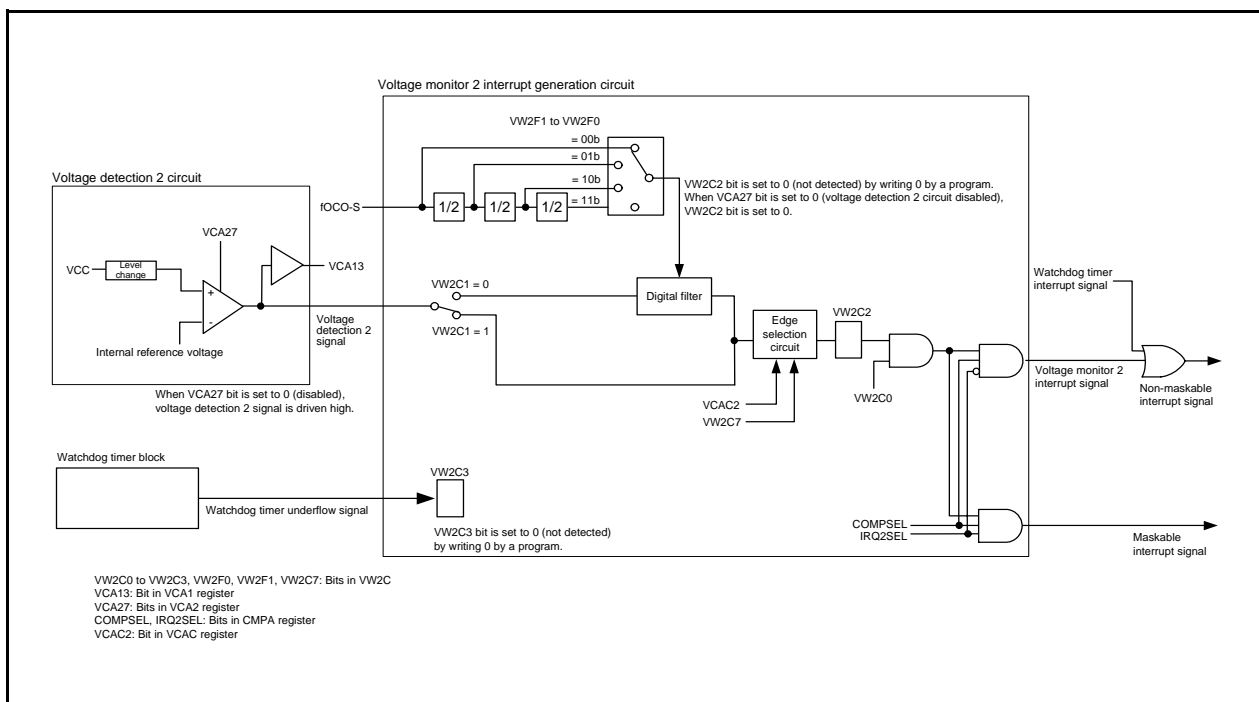 Voltage monitor 2 interrupt generation circuit
VW2F1 to VW2F0
= 00b
= 01b
= 10b
= 11b
Voltage detection 2 circuit
fOCO-S
1/2
1/2
1/2
VW2C2 bit is set to 0 (not detected) by writing 0 by a program.
When VCA27 bit is set to 0 (voltage detection 2 circuit disabled),
VW2C2 bit is set to 0.
VCA27
VCC
Level
change
VCA13
+
-
Internal reference voltage
Voltage
detection 2
signal
When VCA27 bit is set to 0 (disabled),
voltage detection 2 signal is driven high.
VW2C1 = 0
VW2C1 = 1
Digital filter
Edge
selection
circuit
VW2C2
VCAC2
VW2C7
VW2C0
Watchdog timer
interrupt signal
Voltage monitor 2
interrupt signal
Non-maskable
interrupt signal
Watchdog timer block
Watchdog timer underflow signal
VW2C3
VW2C3 bit is set to 0 (not detected)
by writing 0 by a program.
COMPSEL
IRQ2SEL
Maskable
interrupt signal
VW2C0 to VW2C3, VW2F0, VW2F1, VW2C7: Bits in VW2C
VCA13: Bit in VCA1 register
VCA27: Bits in VCA2 register
COMPSEL, IRQ2SEL: Bits in CMPA register
VCAC2: Bit in VCAC register